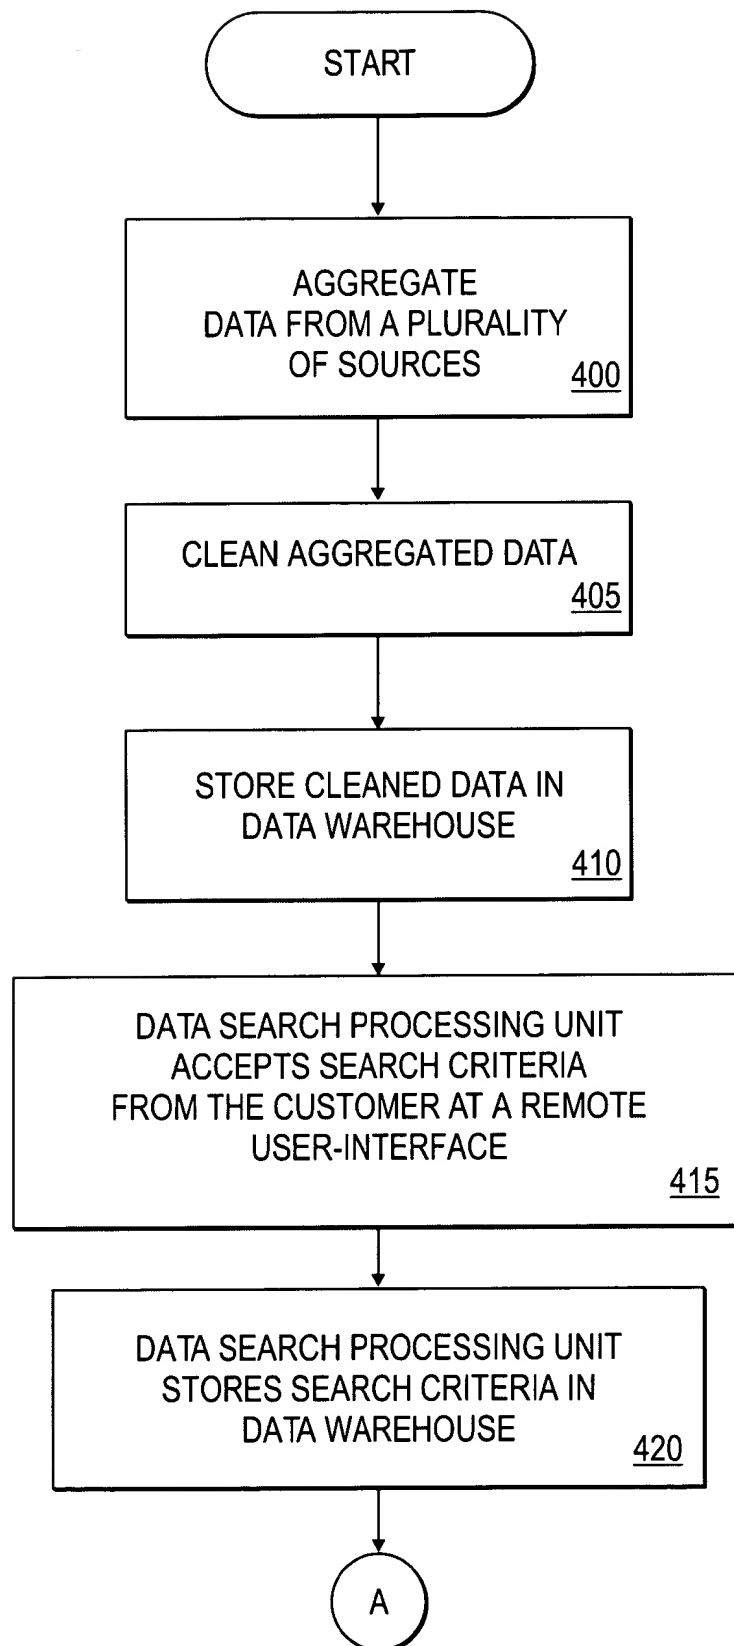 START
AGGREGATE
DATA FROM A PLURALITY
OF SOURCES
400
CLEAN AGGREGATED DATA
405
STORE CLEANED DATA IN
DATA WAREHOUSE
410
DATA SEARCH PROCESSING UNIT
ACCEPTS SEARCH CRITERIA
FROM THE CUSTOMER AT A REMOTE
USER-INTERFACE
415
DATA SEARCH PROCESSING UNIT
STORES SEARCH CRITERIA IN
DATA WAREHOUSE
420
A